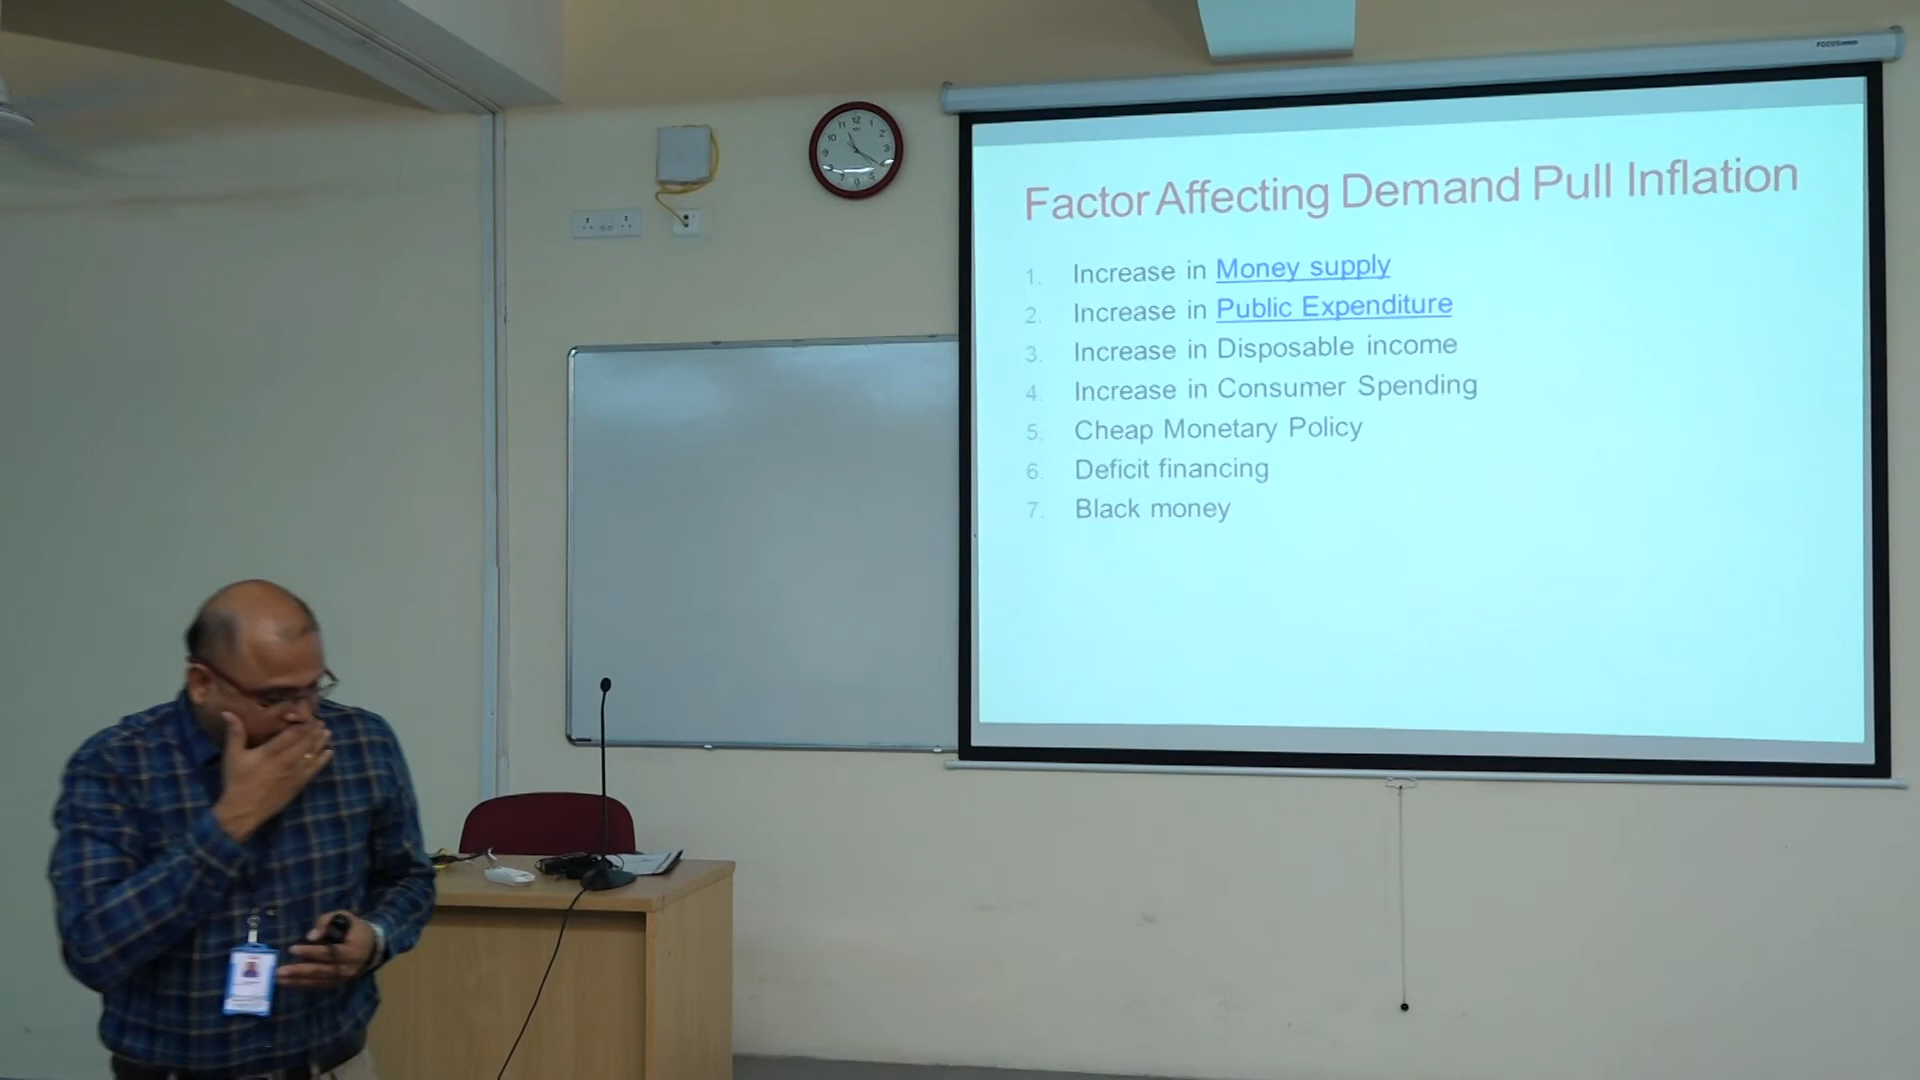 FOCUS
Factor Affecting Demand Pull Inflation
1. Increase in Money supply
2. Increase in Public Expenditure
3. Increase in Disposable income
4. Increase in Consumer Spending
5. Cheap Monetary Policy
6. Deficit financing
7. Black money